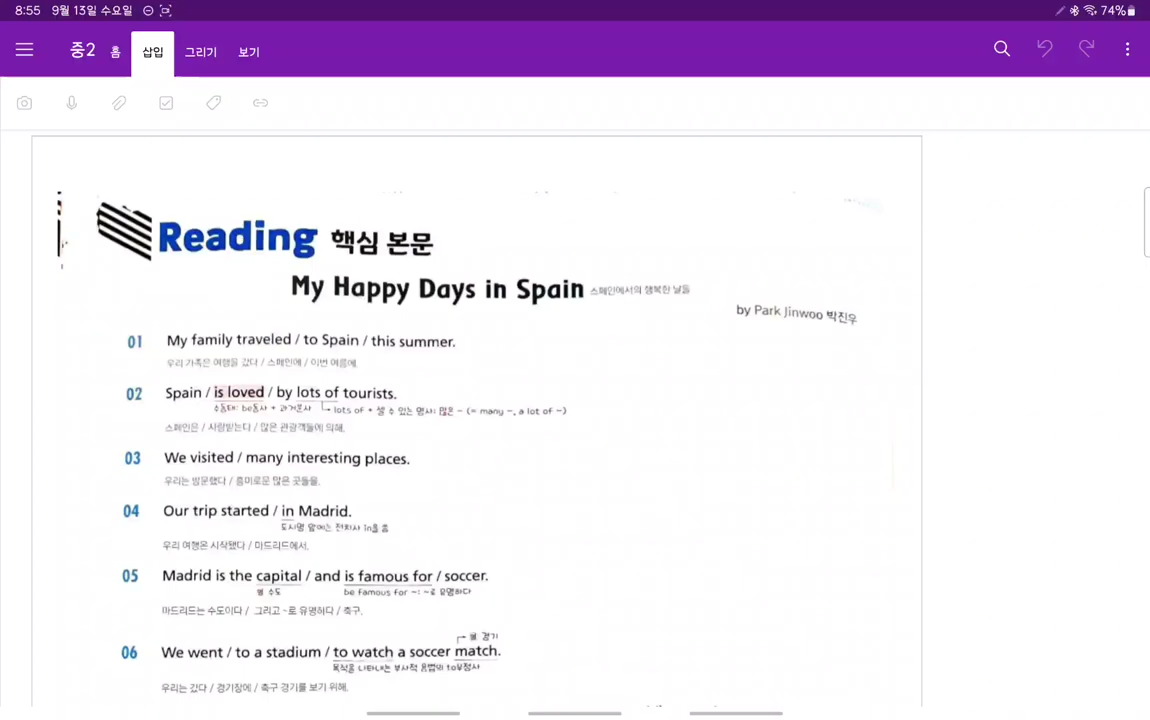 8:55 9월 13일 수요일 74%
중2 홈 삽입 그리기 보기
Reading 핵심 본문
My Happy Days in Spain 스페인에서의 행복한 날들
by Park Jinwoo 박진우
01 My family traveled / to Spain / this summer.
우리 가족은 여행을 갔다 / 스페인에 / 이번 여름에.
02 Spain / is loved / by lots of tourists.
수동태: be동사 + 과거분사 lots of + 셀 수 있는 명사: 많은 ~ (= many ~, a lot of ~)
스페인은 / 사랑받는다 / 많은 관광객들에 의해.
03 We visited / many interesting places.
우리는 방문했다 / 흥미로운 많은 곳들을.
04 Our trip started / in Madrid.
도시명 앞에는 전치사 in을 씀
우리 여행은 시작됐다 / 마드리드에서.
05 Madrid is the capital / and is famous for / soccer.
명 수도 be famous for ~: ~로 유명하다
마드리드는 수도이다 / 그리고 ~로 유명하다 / 축구.
명 경기
06 We went / to a stadium / to watch a soccer match.
목적을 나타내는 부사적 용법의 to부정사
우리는 갔다 / 경기장에 / 축구 경기를 보기 위해.